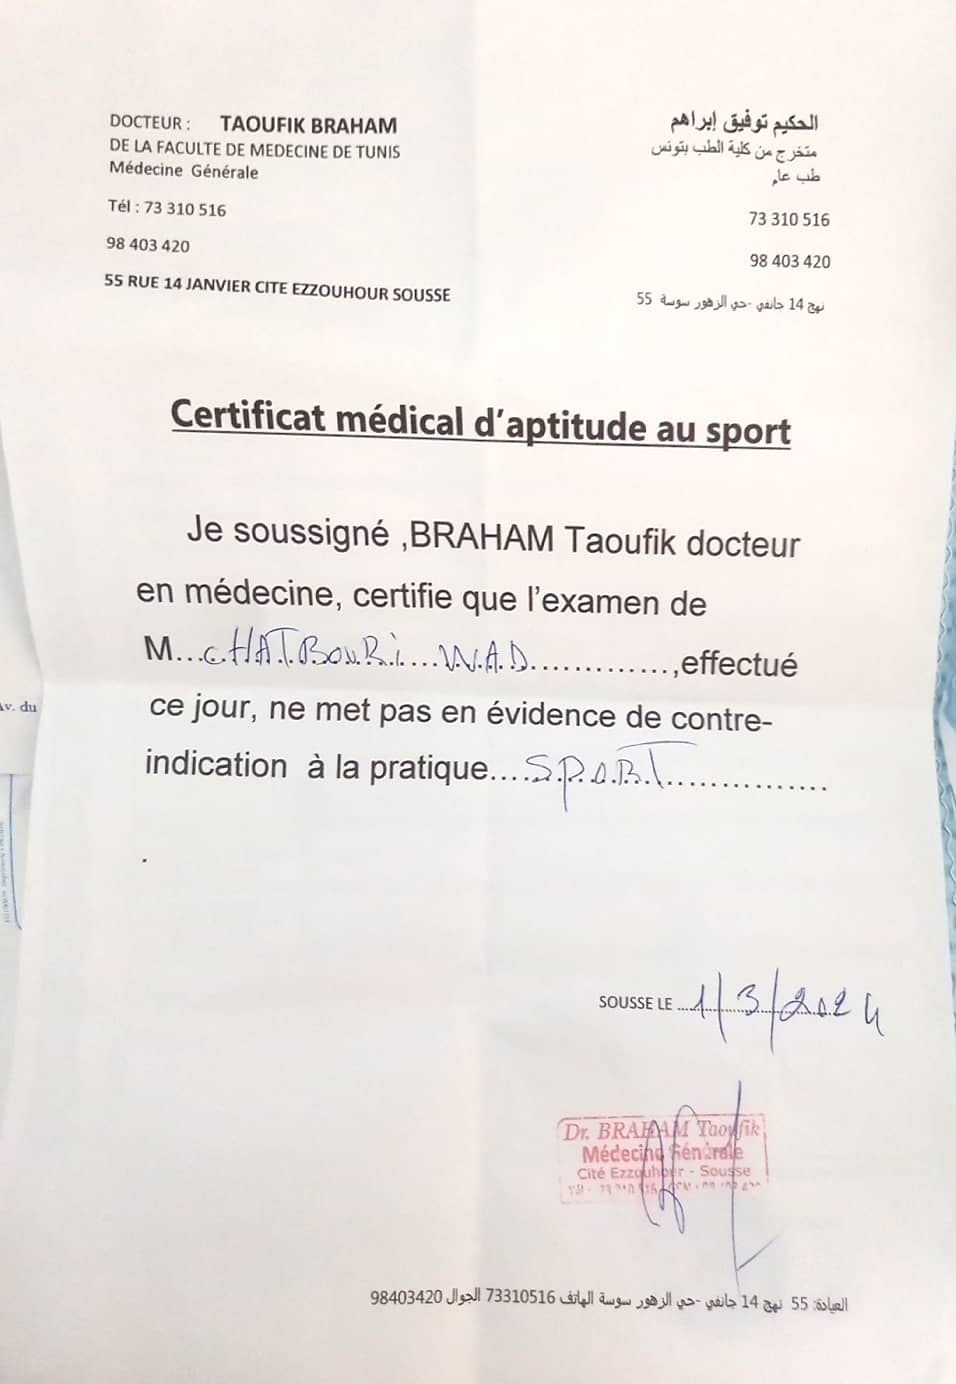 DOCTEUR : TAOUFIK BRAHAM
DE LA FACULTE DE MEDECINE DE TUNIS
Médecine Générale
Tél : 73 310 516
98 403 420
55 RUE 14 JANVIER CITE EZZOUHOUR SOUSSE
الحكيم توفيق إبراهم
متخرج من كلية الطب بتونس
طب عام
73 310 516
98 403 420
55 نهج 14 جانفي -حي الزهور سوسة
Certificat médical d'aptitude au sport
Je soussigné ,BRAHAM Taoufik docteur
en médecine, certifie que l'examen de
M...CHATBOURI....W.A.D.............,effectué
ce jour, ne met pas en évidence de contre-
indication à la pratique....S.P.O.R.T................
Av. du
SOUSSE LE ....1/3/2024
Dr. BRAHAM Taoufik
Médecine Générale
Cité Ezzouhour - Sousse
العيادة: 55 نهج 14 جانفي -حي الزهور سوسة الهاتف 73310516 الجوال 98403420